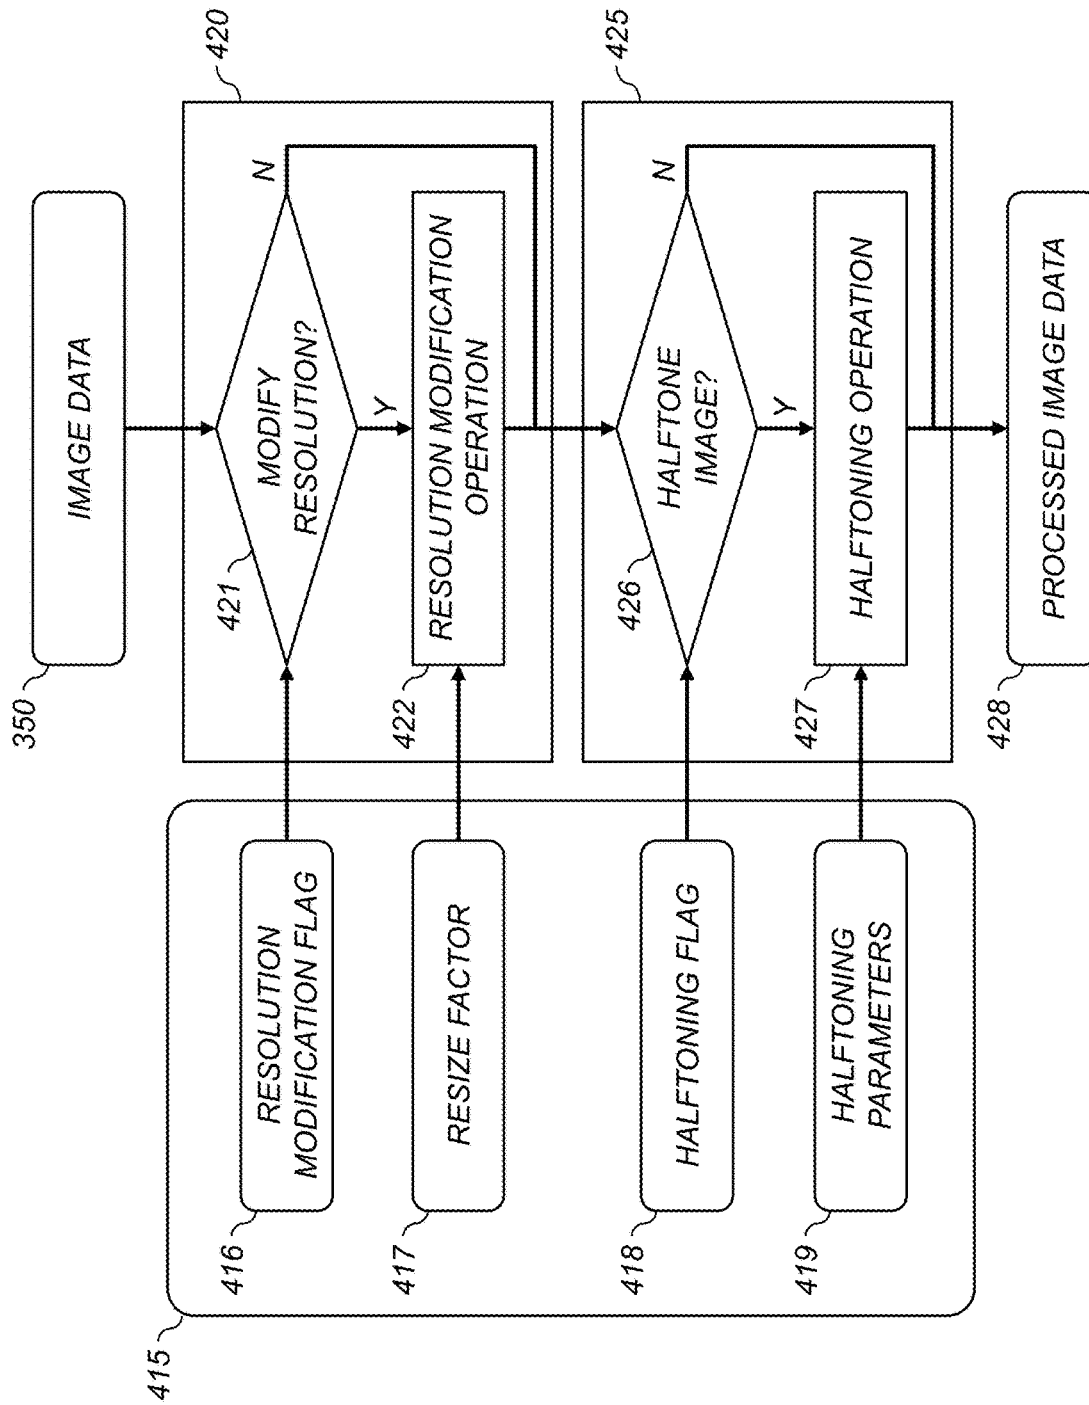 350
IMAGE DATA
420
421
MODIFY
RESOLUTION?
N
Y
422
RESOLUTION MODIFICATION
OPERATION
425
426
HALFTONE
IMAGE?
N
Y
427
HALFTONING OPERATION
428
PROCESSED IMAGE DATA
415
416
RESOLUTION
MODIFICATION FLAG
417
RESIZE FACTOR
418
HALFTONING FLAG
419
HALFTONING
PARAMETERS